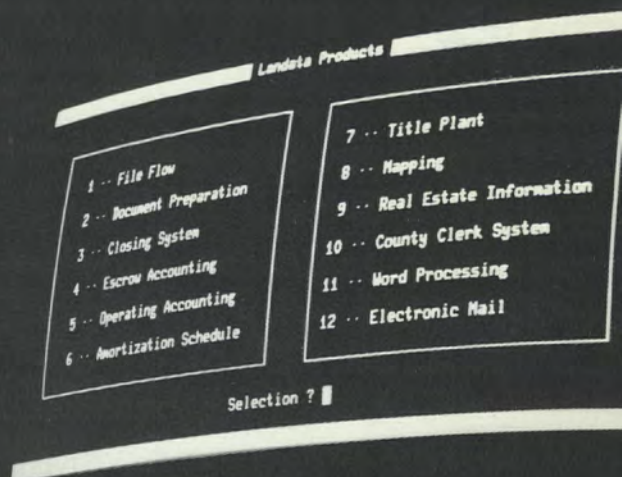 Landata Products
1 -- File Flow
2 -- Document Preparation
3 -- Closing System
4 -- Escrow Accounting
5 -- Operating Accounting
6 -- Amortization Schedule
7 -- Title Plant
8 -- Mapping
9 -- Real Estate Information
10 -- County Clerk System
11 -- Word Processing
12 -- Electronic Mail
Selection ?